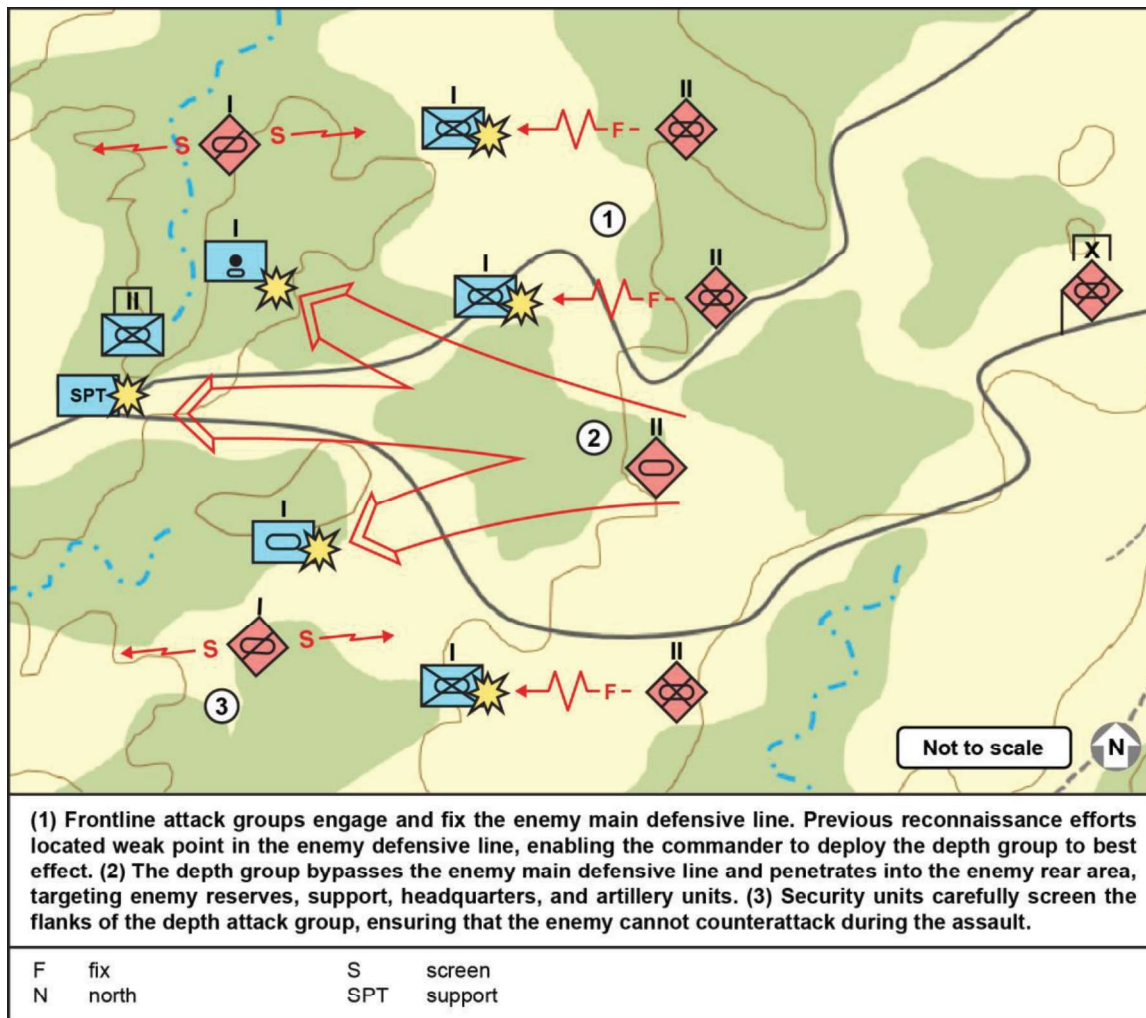 I
I
II
S
S
F
1
I
I
II
X
F
II
SPT
2
II
I
I
S
S
I
II
F
3
Not to scale
N
(1) Frontline attack groups engage and fix the enemy main defensive line. Previous reconnaissance efforts
located weak point in the enemy defensive line, enabling the commander to deploy the depth group to best
effect. (2) The depth group bypasses the enemy main defensive line and penetrates into the enemy rear area,
targeting enemy reserves, support, headquarters, and artillery units. (3) Security units carefully screen the
flanks of the depth attack group, ensuring that the enemy cannot counterattack during the assault.
F fix S screen
N north SPT support